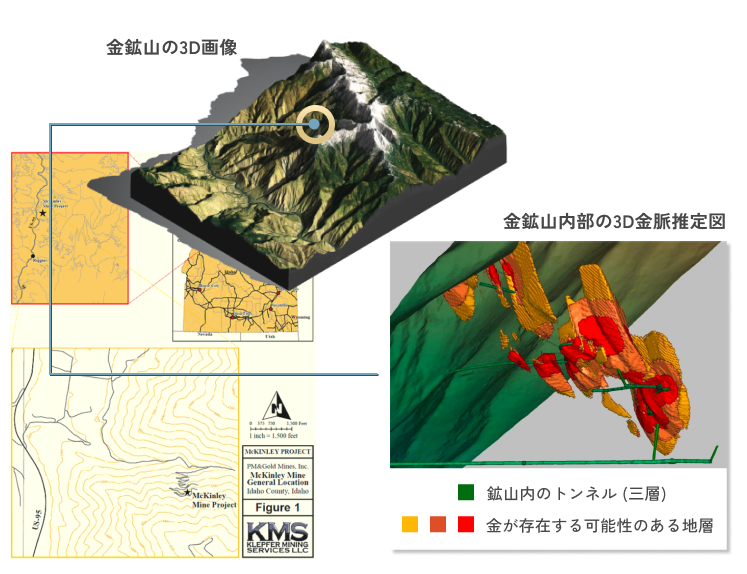 金鉱山の3D画像
金鉱山内部の3D金脈推定図
McKinley
Mine Project
Riggins
Nevada
Utah
Wyoming
N
0 375 750 1,500 Feet
1 inch = 1,500 feet
MCKINLEY PROJECT
PM&Gold Mines, Inc.
McKinley Mine
General Location
Idaho County, Idaho
Figure 1
KMS
KLEPFER MINING
SERVICES LLC
McKinley
Mine Project
US-95
鉱山内のトンネル (三層)
金が存在する可能性のある地層